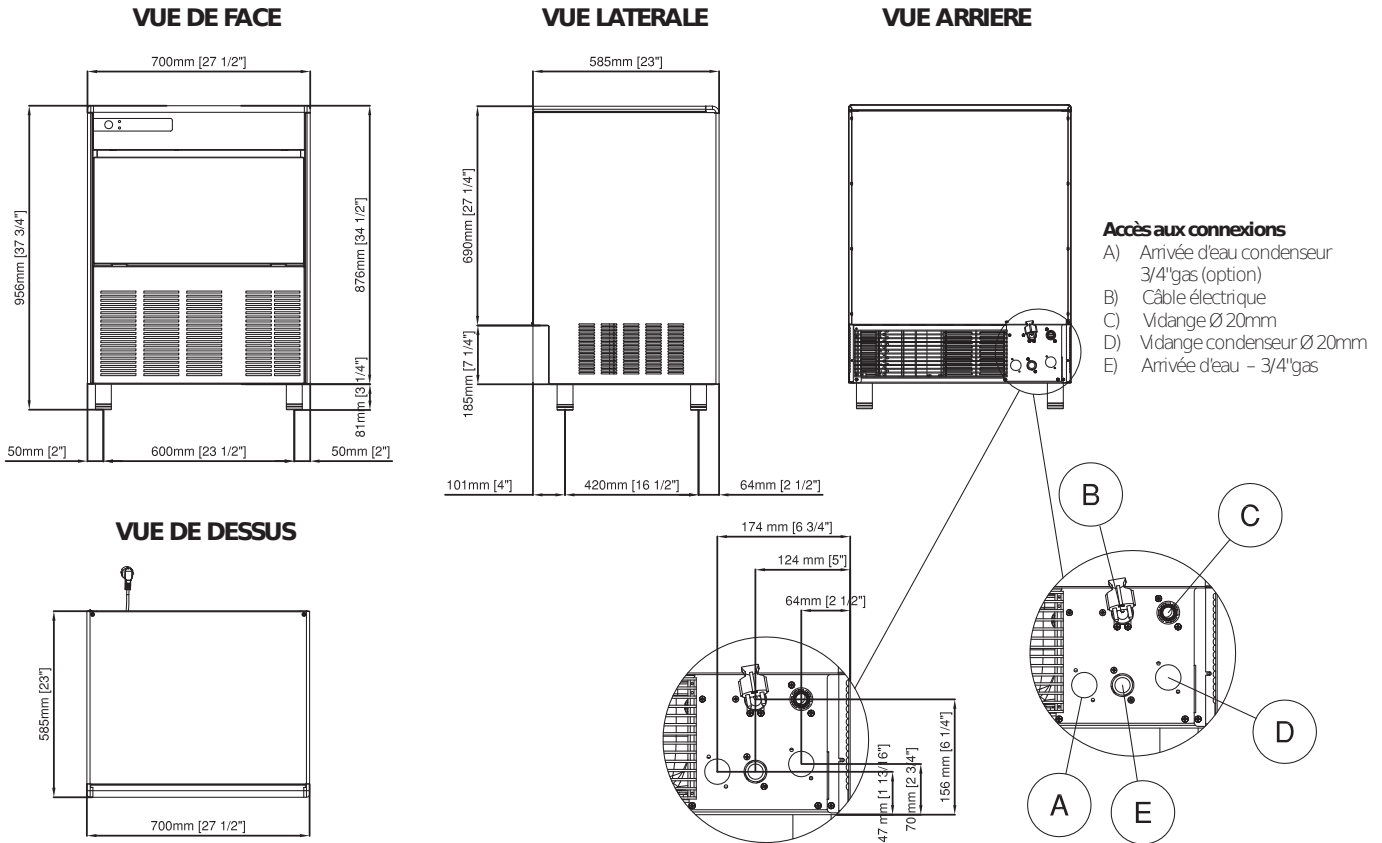 VUE DE FACE
VUE LATERALE
VUE ARRIERE
700mm [27 1/2"]
956mm [37 3/4"]
876mm [34 1/2"]
81mm [3 1/4"]
50mm [2"]
600mm [23 1/2"]
50mm [2"]
585mm [23"]
690mm [27 1/4"]
185mm [7 1/4"]
101mm [4"]
420mm [16 1/2"]
64mm [2 1/2"]
Accès aux connexions
A) Arrivée d'eau condenseur
3/4"gas (option)
B) Câble électrique
C) Vidange Ø 20mm
D) Vidange condenseur Ø 20mm
E) Arrivée d'eau – 3/4"gas
VUE DE DESSUS
585mm [23"]
700mm [27 1/2"]
174 mm [6 3/4"]
124 mm [5"]
64mm [2 1/2"]
47 mm [1 13/16"]
70 mm [2 3/4"]
156 mm [6 1/4"]
B
C
D
A
E